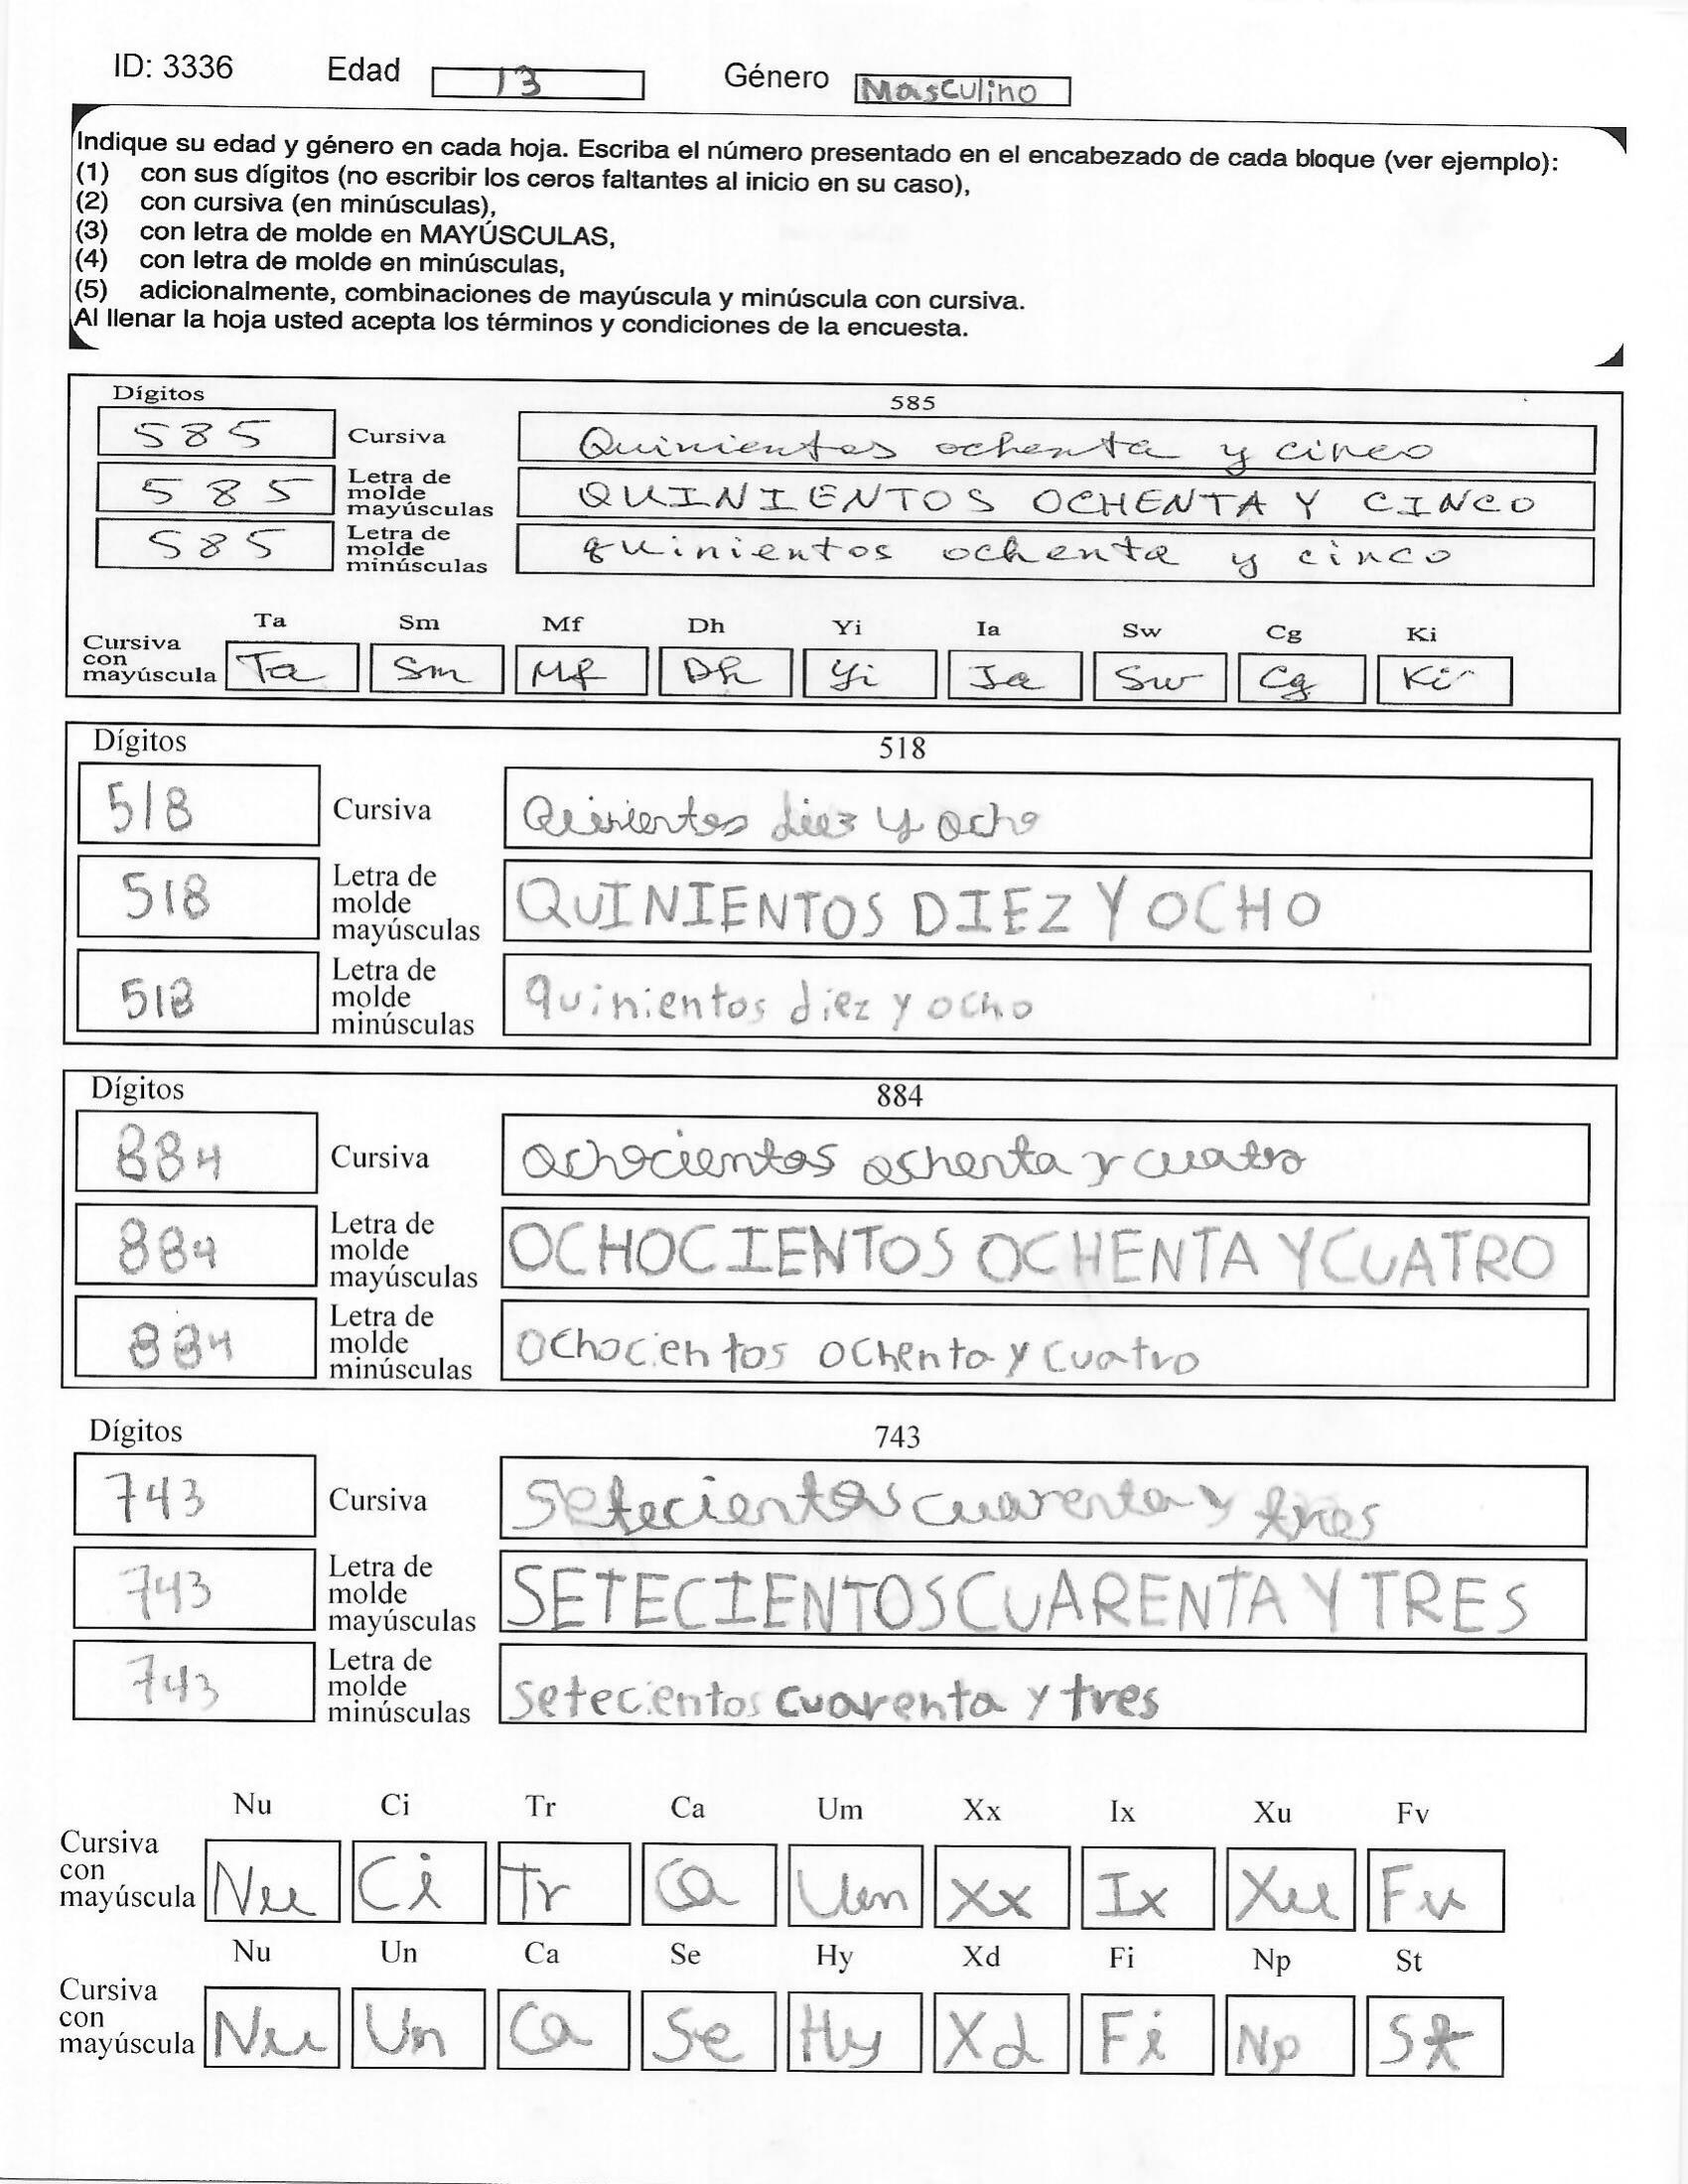 ID: 3336 Edad 13 Género Masculino
Indique su edad y género en cada hoja. Escriba el número presentado en el encabezado de cada bloque (ver ejemplo):
(1) con sus dígitos (no escribir los ceros faltantes al inicio en su caso),
(2) con cursiva (en minúsculas),
(3) con letra de molde en MAYÚSCULAS,
(4) con letra de molde en minúsculas,
(5) adicionalmente, combinaciones de mayúscula y minúscula con cursiva.
Al llenar la hoja usted acepta los términos y condiciones de la encuesta.
Dígitos 585
585 Cursiva Quinientos ochenta y cinco
585 Letra de molde mayúsculas QUINIENTOS OCHENTA Y CINCO
585 Letra de molde minúsculas quinientos ochenta y cinco
Ta Sm Mf Dh Yi Ia Sw Cg Ki
Cursiva con mayúscula Ta Sm Mf Dh Yi Ia Sw Cg Ki
Dígitos 518
518 Cursiva Quinientos diez y ocho
518 Letra de molde mayúsculas QUINIENTOS DIEZ Y OCHO
518 Letra de molde minúsculas quinientos diez y ocho
Dígitos 884
884 Cursiva ochocientos ochenta y cuatro
884 Letra de molde mayúsculas OCHOCIENTOS OCHENTA Y CUATRO
884 Letra de molde minúsculas ochocientos ochenta y cuatro
Dígitos 743
743 Cursiva Setecientos cuarenta y tres
743 Letra de molde mayúsculas SETECIENTOS CUARENTA Y TRES
743 Letra de molde minúsculas setecientos cuarenta y tres
Nu Ci Tr Ca Um Xx Ix Xu Fv
Cursiva con mayúscula Nu Ci Tr Ca Um Xx Ix Xu Fv
Nu Un Ca Se Hy Xd Fi Np St
Cursiva con mayúscula Nu Un Ca Se Hy Xd Fi Np St